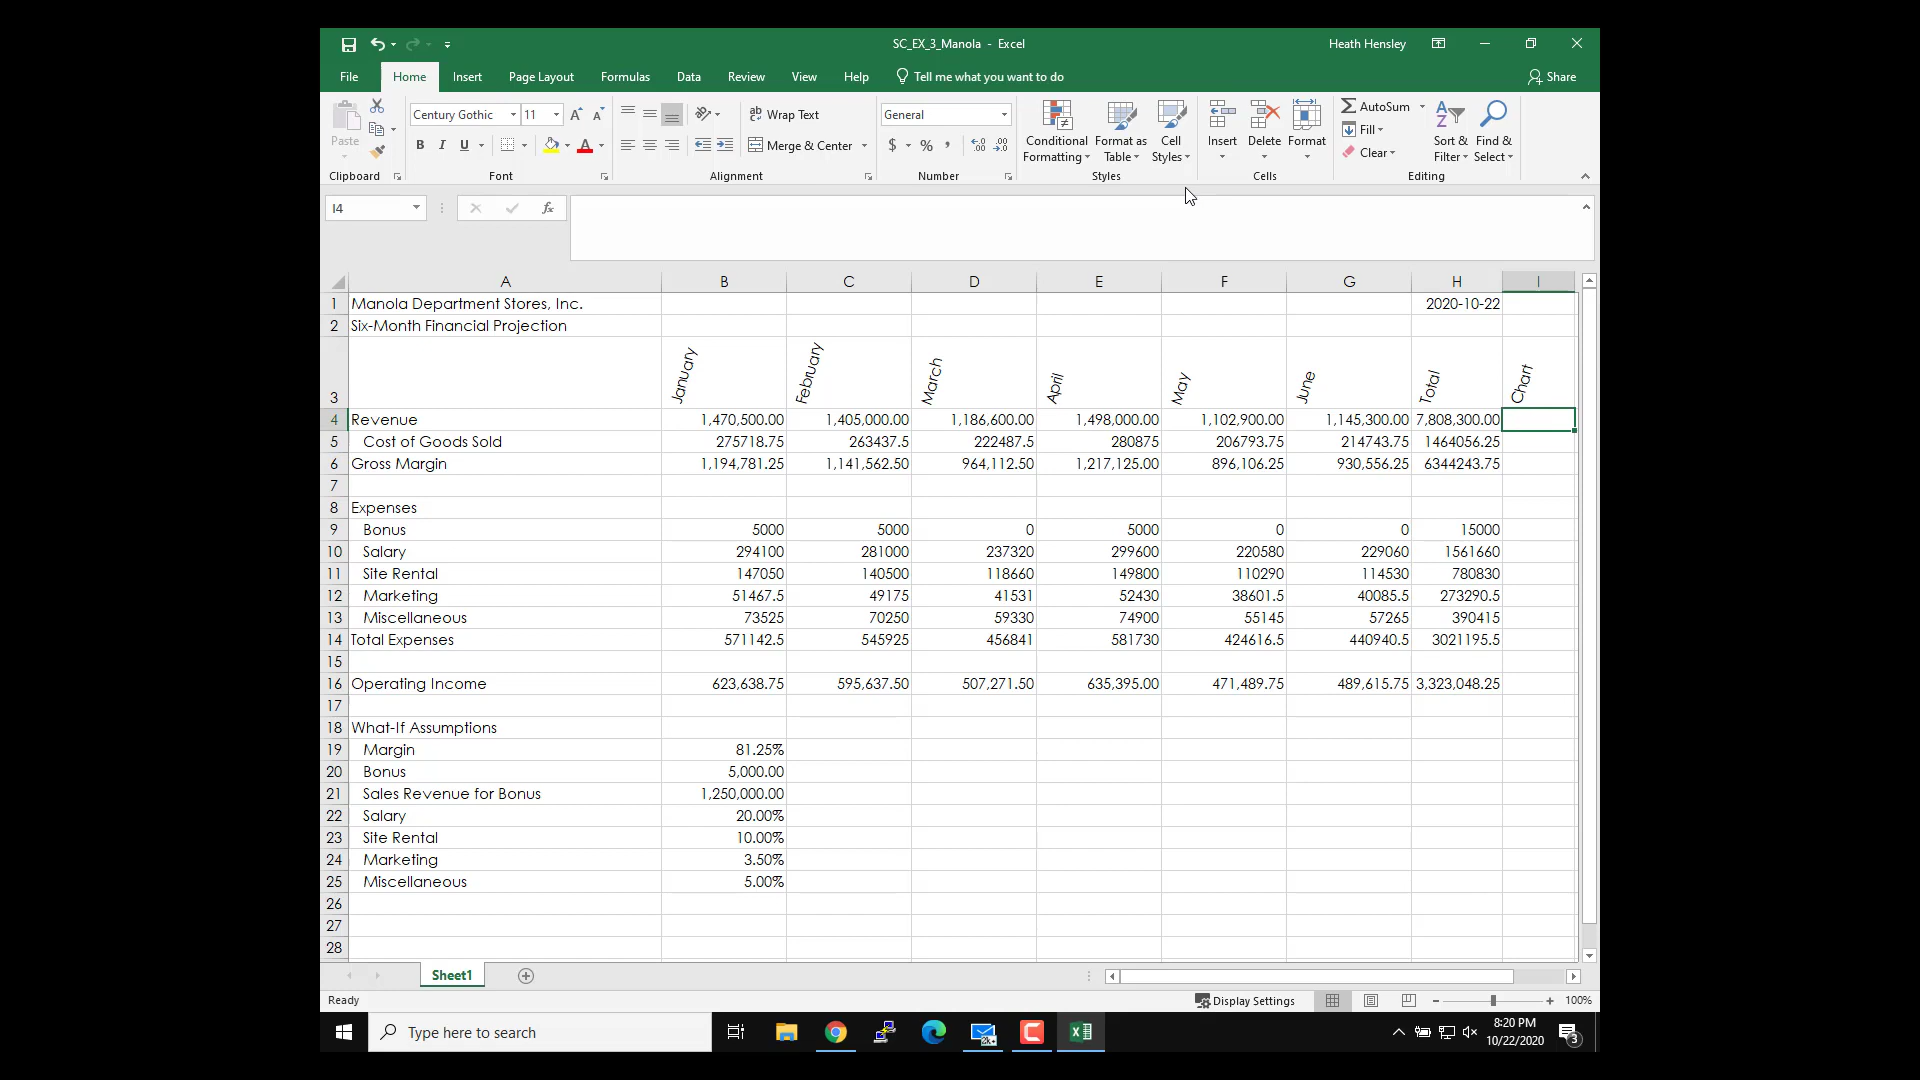 SC_EX_3_Manola - Excel
Heath Hensley
File Home Insert Page Layout Formulas Data Review View Help Tell me what you want to do Share
Century Gothic 11 A A ab Wrap Text General AutoSum
Paste Conditional Format as Cell Insert Delete Format Fill Sort & Find &
B I U A Merge & Center $ % , Formatting Table Styles Clear Filter Select
Clipboard Font Alignment Number Styles Cells Editing
I4 fx
A B C D E F G H I
1 Manola Department Stores, Inc. 2020-10-22
2 Six-Month Financial Projection
3 January February March April May June Total Chart
4 Revenue 1,470,500.00 1,405,000.00 1,186,600.00 1,498,000.00 1,102,900.00 1,145,300.00 7,808,300.00
5 Cost of Goods Sold 275718.75 263437.5 222487.5 280875 206793.75 214743.75 1464056.25
6 Gross Margin 1,194,781.25 1,141,562.50 964,112.50 1,217,125.00 896,106.25 930,556.25 6344243.75
7
8 Expenses
9 Bonus 5000 5000 0 5000 0 0 15000
10 Salary 294100 281000 237320 299600 220580 229060 1561660
11 Site Rental 147050 140500 118660 149800 110290 114530 780830
12 Marketing 51467.5 49175 41531 52430 38601.5 40085.5 273290.5
13 Miscellaneous 73525 70250 59330 74900 55145 57265 390415
14 Total Expenses 571142.5 545925 456841 581730 424616.5 440940.5 3021195.5
15
16 Operating Income 623,638.75 595,637.50 507,271.50 635,395.00 471,489.75 489,615.75 3,323,048.25
17
18 What-If Assumptions
19 Margin 81.25%
20 Bonus 5,000.00
21 Sales Revenue for Bonus 1,250,000.00
22 Salary 20.00%
23 Site Rental 10.00%
24 Marketing 3.50%
25 Miscellaneous 5.00%
26
27
28
Sheet1
Ready Display Settings 100%
Type here to search
8:20 PM
10/22/2020
3